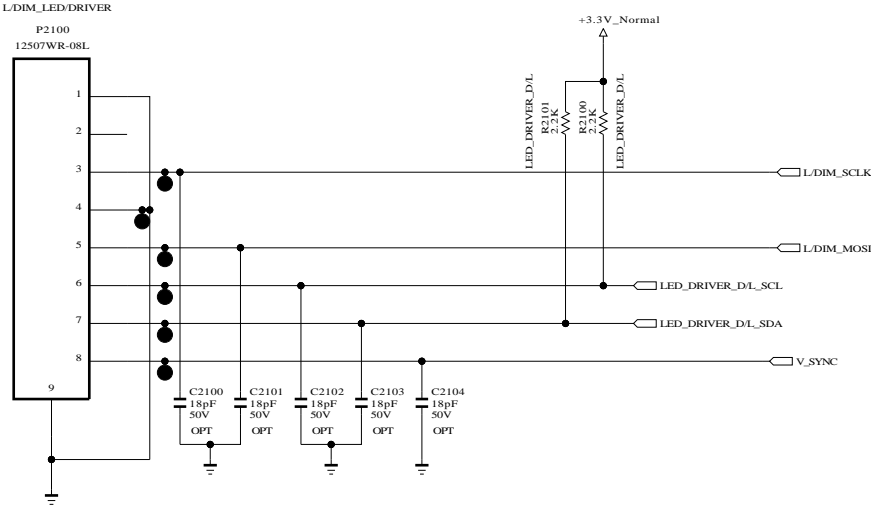 L/DIM_LED/DRIVER
P2100
12507WR-08L
+3.3V_Normal
1
2
3
4
5
6
7
8
9
LED_DRIVER_D/L
R2101
2.2K
R2100
2.2K
LED_DRIVER_D/L
L/DIM_SCLK
L/DIM_MOSI
LED_DRIVER_D/L_SCL
LED_DRIVER_D/L_SDA
V_SYNC
C2100
18pF
50V
OPT
C2101
18pF
50V
OPT
C2102
18pF
50V
OPT
C2103
18pF
50V
OPT
C2104
18pF
50V
OPT